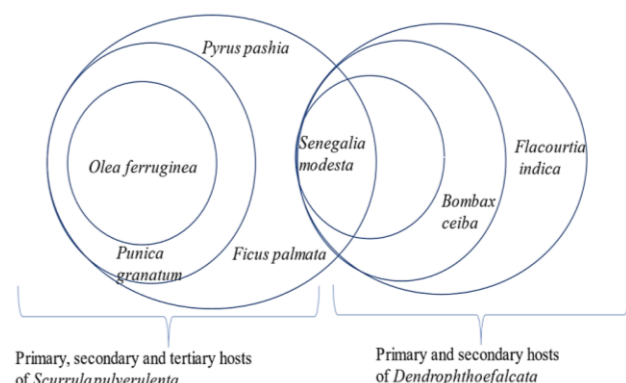 Pyrus pashia
Senegalia
modesta
Flacourtia
indica
Olea ferruginea
Bombax
ceiba
Punica
granatum
Ficus palmata
Primary, secondary and tertiary hosts
of Scurrulapulverulenta
Primary and secondary hosts
of Dendrophthoefalcata